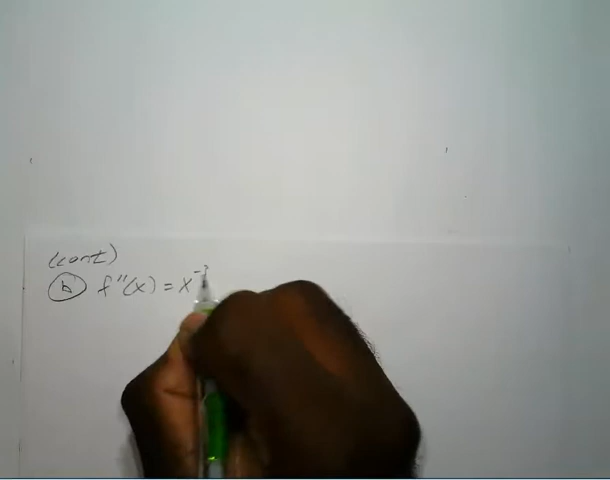 (cont)
(b) f''(x) = x^-